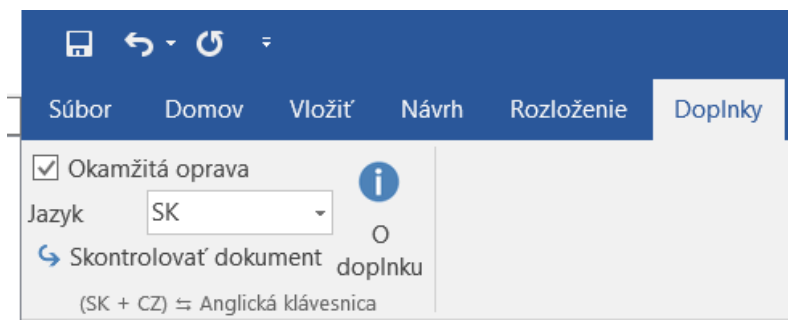 Súbor Domov Vložiť Návrh Rozloženie Doplnky
Okamžitá oprava
Jazyk SK
Skontrolovať dokument
O doplnku
(SK + CZ) ⇆ Anglická klávesnica